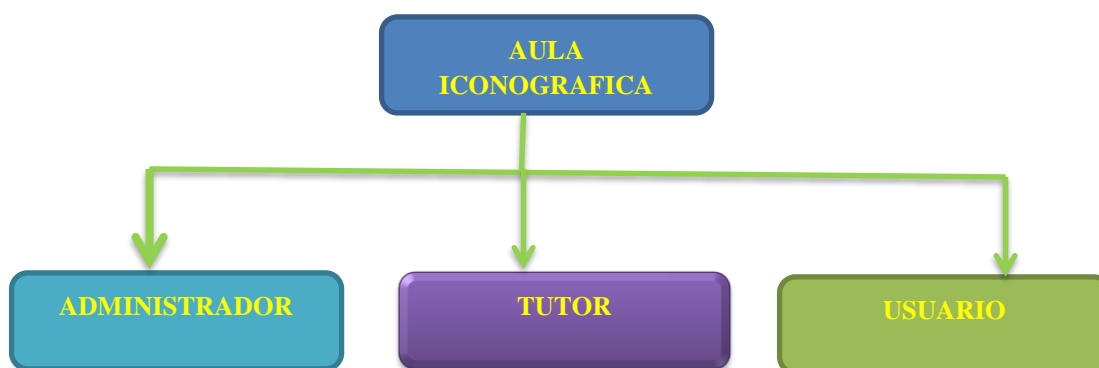 AULA
ICONOGRAFICA
ADMINISTRADOR
TUTOR
USUARIO